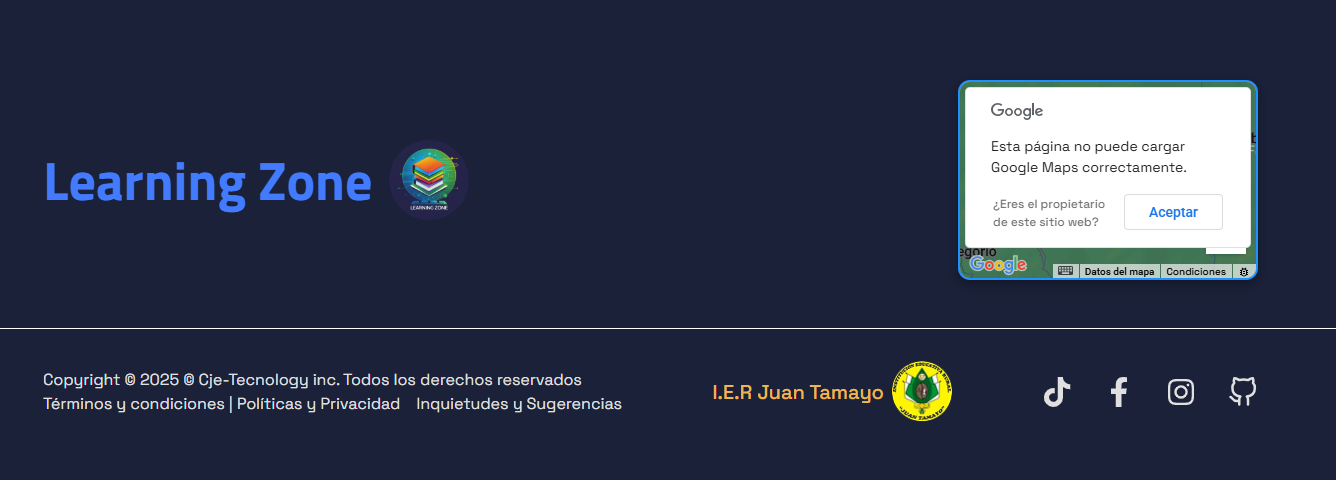 Learning Zone
LEARNING ZONE
Google
Esta página no puede cargar
Google Maps correctamente.
¿Eres el propietario
de este sitio web?
Aceptar
egorio
Google
Datos del mapa
Condiciones
Copyright © 2025 © Cje-Tecnology inc. Todos los derechos reservados
Términos y condiciones | Políticas y Privacidad Inquietudes y Sugerencias
I.E.R Juan Tamayo
"JUAN TAMAYO"